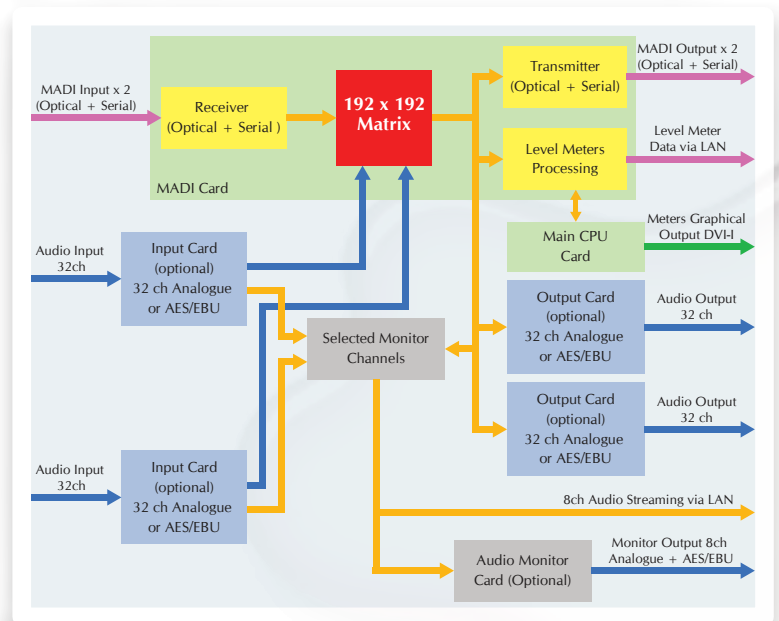 MADI Input x 2
(Optical + Serial)
Receiver
(Optical + Serial )
192 x 192
Matrix
Transmitter
(Optical + Serial)
MADI Output x 2
(Optical + Serial)
Level Meters
Processing
Level Meter
Data via LAN
MADI Card
Main CPU
Card
Meters Graphical
Output DVI-I
Audio Input
32ch
Input Card
(optional)
32 ch Analogue
or AES/EBU
Selected Monitor
Channels
Output Card
(optional)
32 ch Analogue
or AES/EBU
Audio Output
32 ch
Output Card
(optional)
32 ch Analogue
or AES/EBU
Audio Output
32 ch
Audio Input
32ch
Input Card
(optional)
32 ch Analogue
or AES/EBU
8ch Audio Streaming via LAN
Audio Monitor
Card (Optional)
Monitor Output 8ch
Analogue + AES/EBU